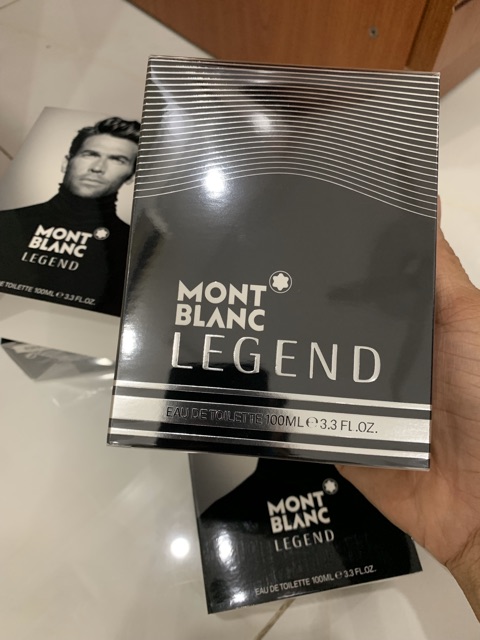 MONT
BLANC
LEGEND
EAU DE TOILETTE 100ML ℮ 3.3 FL.OZ.
MONT
BLANC
LEGEND
DE TOILETTE 100ML ℮ 3.3 FL.OZ.
MONT
BLANC
LEGEND
EAU DE TOILETTE 100ML ℮ 3.3 FL.OZ.